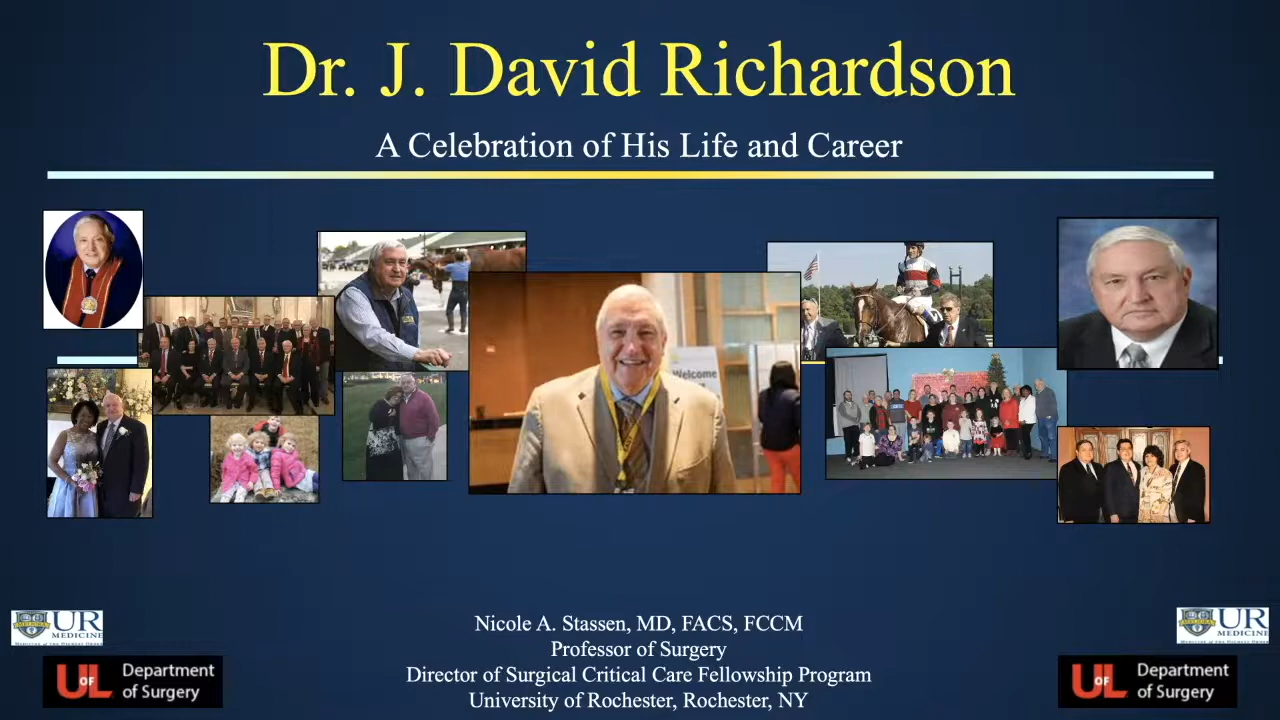 Dr. J. David Richardson
A Celebration of His Life and Career
Welcome
Nicole A. Stassen, MD, FACS, FCCM
Professor of Surgery
Director of Surgical Critical Care Fellowship Program
University of Rochester, Rochester, NY
UR
MEDICINE
UR
MEDICINE
UofL Department
of Surgery
UofL Department
of Surgery